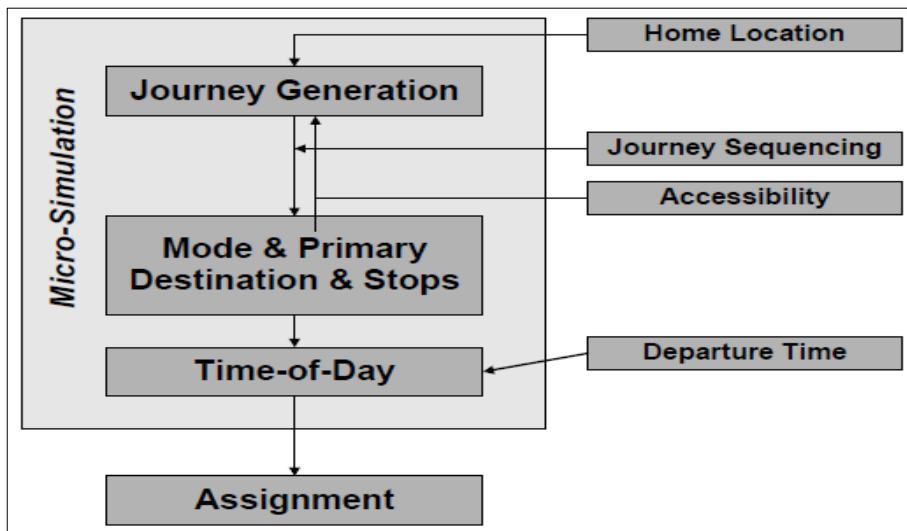 Home Location
Journey Generation
Journey Sequencing
Accessibility
Micro-Simulation
Mode & Primary
Destination & Stops
Departure Time
Time-of-Day
Assignment